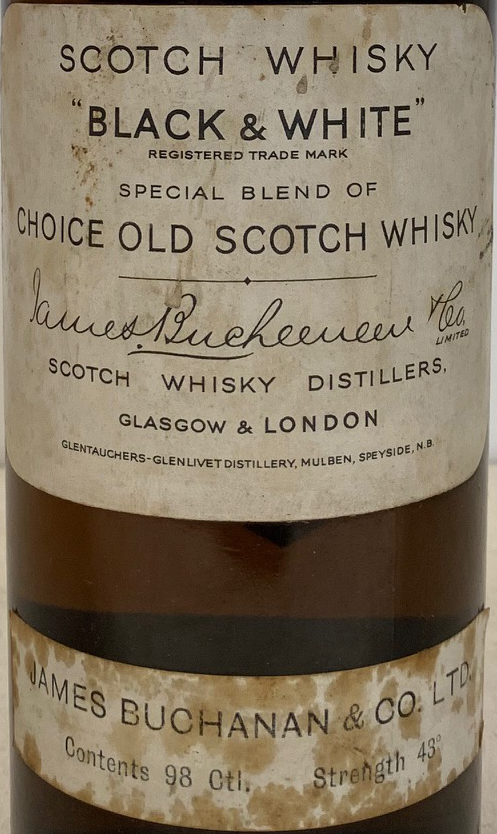 SCOTCH WHISKY
"BLACK & WHITE"
REGISTERED TRADE MARK
SPECIAL BLEND OF
CHOICE OLD SCOTCH WHISKY
James Buchanan & Co.
LIMITED
SCOTCH WHISKY DISTILLERS,
GLASGOW & LONDON
GLENTAUCHERS-GLENLIVET DISTILLERY, MULBEN, SPEYSIDE, N.B.
JAMES BUCHANAN & CO. LTD.
Contents 98 Ctl. Strength 43°